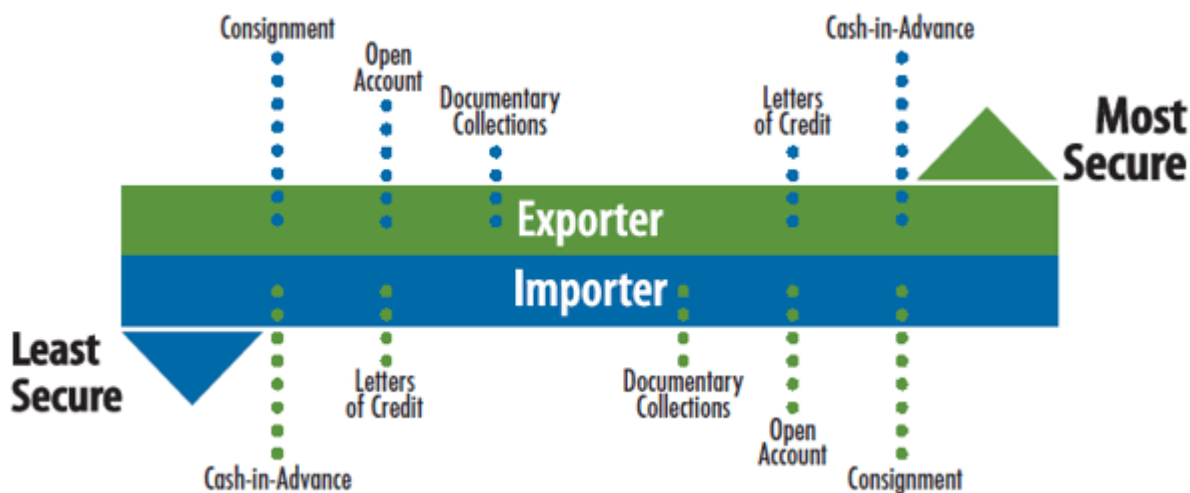 Consignment
Open
Account
Documentary
Collections
Letters
of Credit
Cash-in-Advance
Most
Secure
Exporter
Importer
Least
Secure
Cash-in-Advance
Letters
of Credit
Documentary
Collections
Open
Account
Consignment